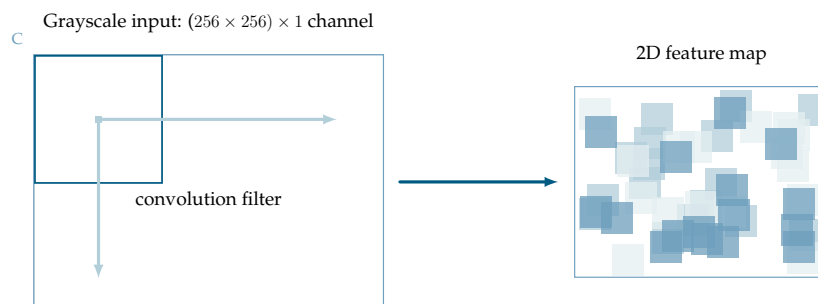 Grayscale input: (256 × 256) × 1 channel
C
2D feature map
convolution filter